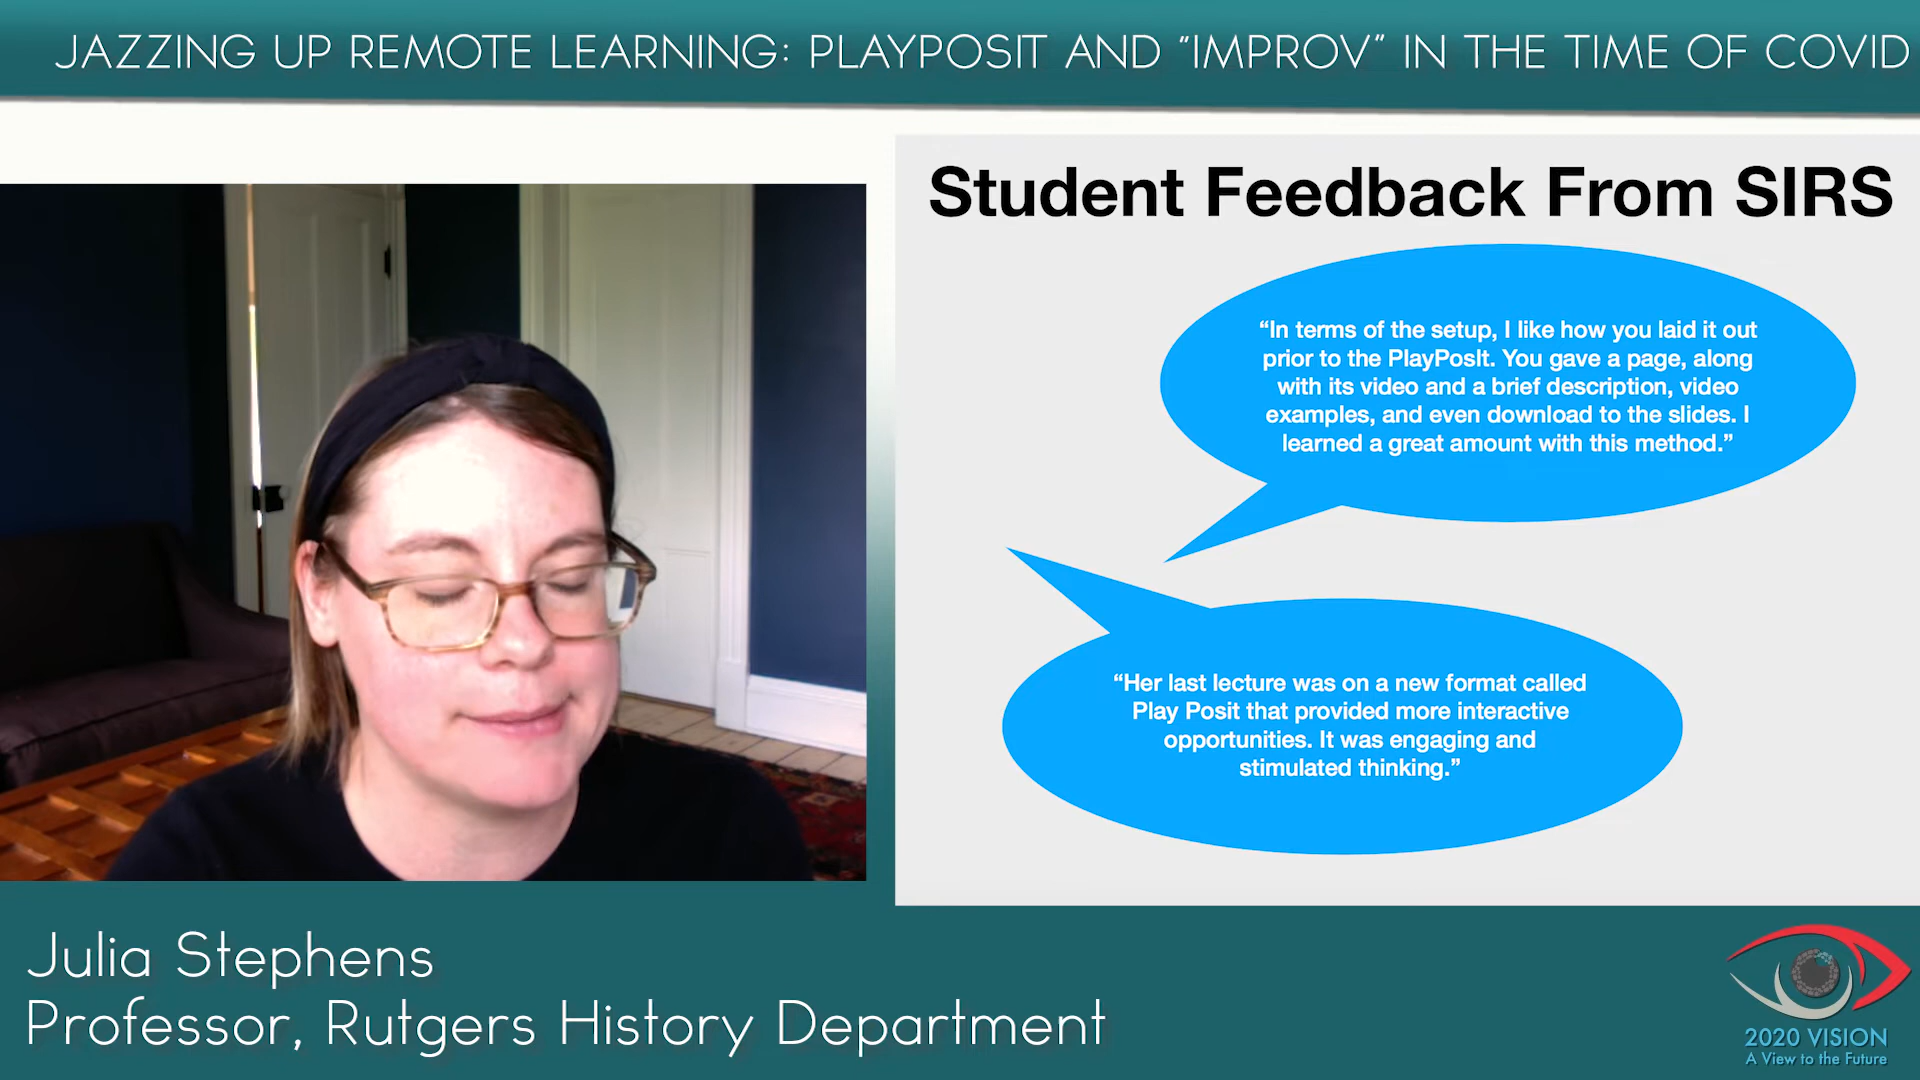 JAZZING UP REMOTE LEARNING: PLAYPOSIT AND “IMPROV” IN THE TIME OF COVID
Student Feedback From SIRS
“In terms of the setup, I like how you laid it out
prior to the PlayPosIt. You gave a page, along
with its video and a brief description, video
examples, and even download to the slides. I
learned a great amount with this method.”
“Her last lecture was on a new format called
Play Posit that provided more interactive
opportunities. It was engaging and
stimulated thinking.”
Julia Stephens
Professor, Rutgers History Department
2020 VISION
A View to the Future